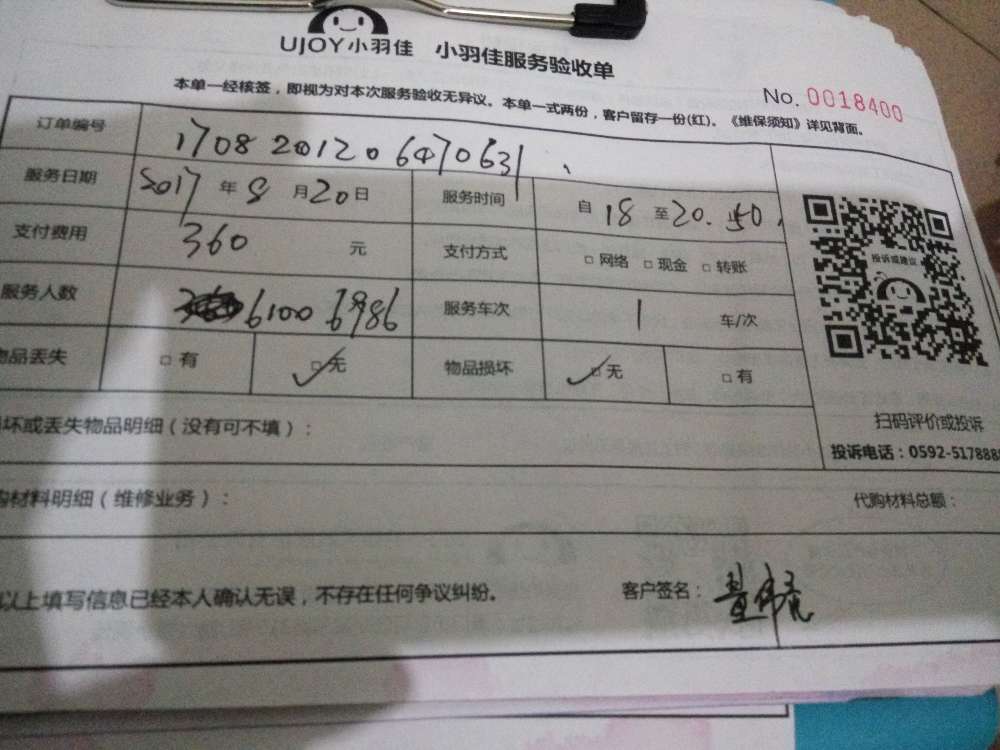 UJOY小羽佳 小羽佳服务验收单
本单一经核签，即视为对本次服务验收无异议。本单一式两份，客户留存一份(红)。《维保须知》详见背面。
No. 0018400
订单编号 1708201206470631
服务日期 2017 年 8 月 20 日 服务时间 自 18 至 20.50
支付费用 360 元 支付方式 □ 网络 □ 现金 □ 转账
服务人数 6100 6986 服务车次 1 车/次
物品丢失 □ 有 □ 无 物品损坏 □ 无 □ 有
投诉或建议
扫码评价或投诉
投诉电话：0592-5178888
坏或丢失物品明细（没有可不填）：
购材料明细（维修业务）： 代购材料总额：
以上填写信息已经本人确认无误，不存在任何争议纠纷。 客户签名：